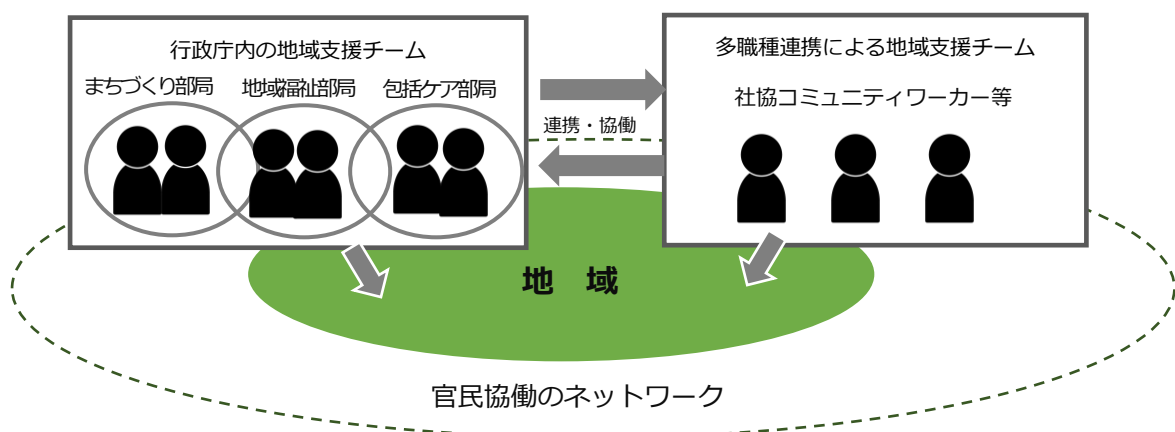 行政庁内の地域支援チーム
まちづくり部局 地域福祉部局 包括ケア部局
連携・協働
多職種連携による地域支援チーム
社協コミュニティワーカー等
地 域
官民協働のネットワーク